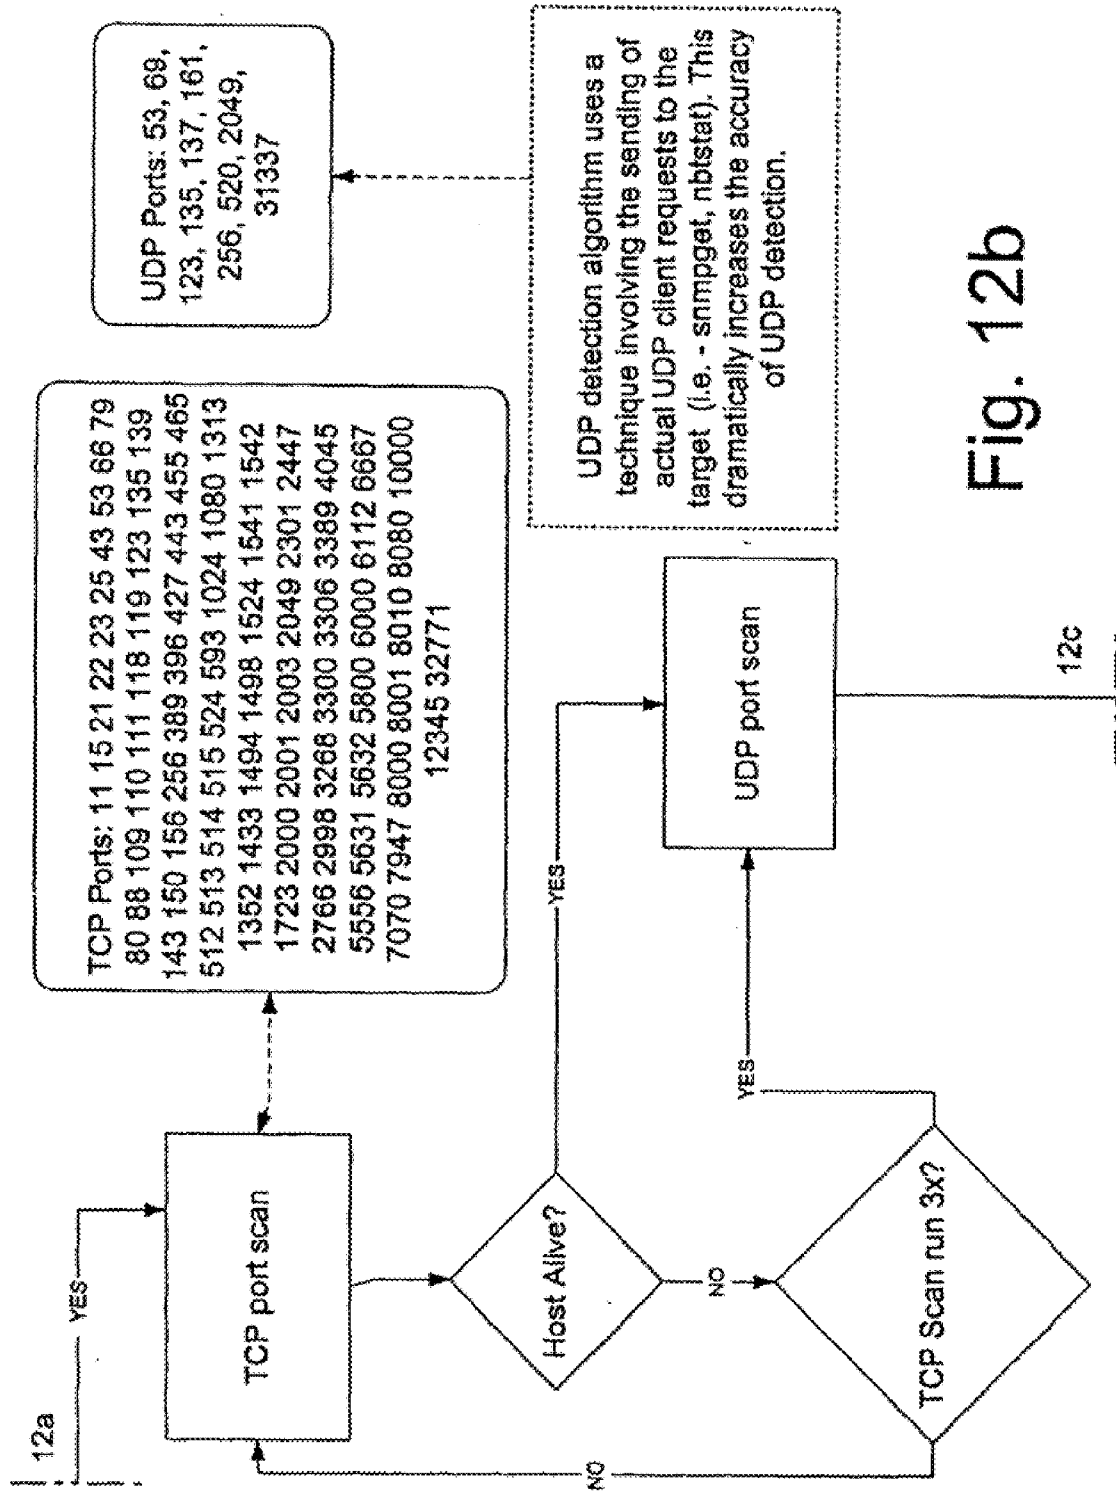 12a
YES
TCP port scan
TCP Ports: 11 15 21 22 23 25 43 53 66 79
80 88 109 110 111 118 119 123 135 139
143 150 156 256 389 396 427 443 455 465
512 513 514 515 524 593 1024 1080 1313
1352 1433 1494 1498 1524 1541 1542
1723 2000 2001 2003 2049 2301 2447
2766 2998 3268 3300 3306 3389 4045
5556 5631 5632 5800 6000 6112 6667
7070 7947 8000 8001 8010 8080 10000
12345 32771
UDP Ports: 53, 69,
123, 135, 137, 161,
256, 520, 2049,
31337
Host Alive?
YES
NO
TCP Scan run 3x?
NO
YES
UDP port scan
UDP detection algorithm uses a
technique involving the sending of
actual UDP client requests to the
target (i.e. - snmpget, nbtstat). This
dramatically increases the accuracy
of UDP detection.
12c
Fig. 12b